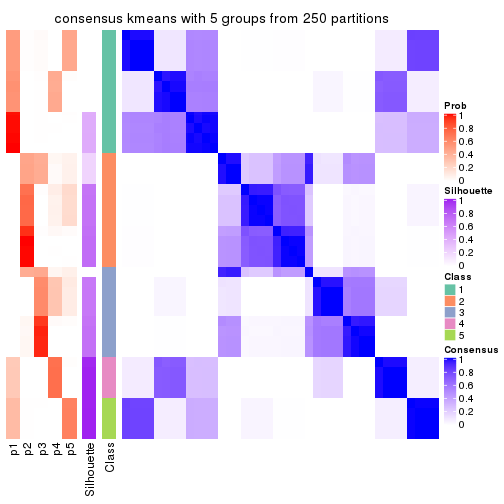 consensus kmeans with 5 groups from 250 partitions
Prob
1
0.8
0.6
0.4
0.2
0
Silhouette
1
0.8
0.6
0.4
0.2
0
Class
1
2
3
4
5
Consensus
1
0.8
0.6
0.4
0.2
0
p1
p2
p3
p4
p5
Silhouette
Class